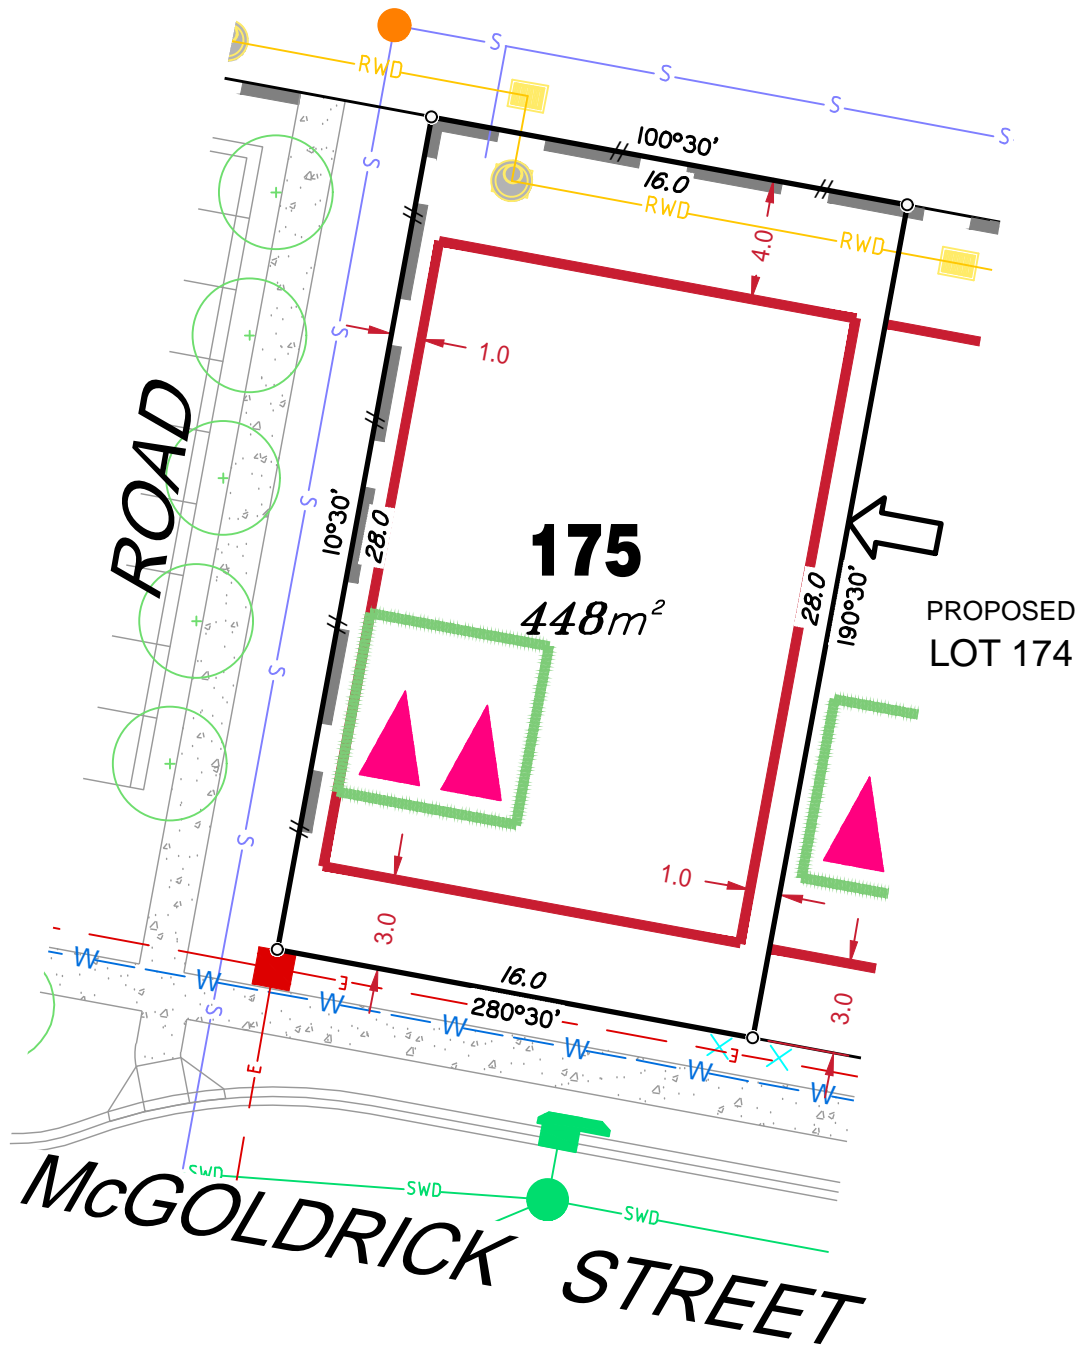 S
RWD
S
S
S
100°30'
16.0
S
RWD
RWD
4.0
S
1.0
ROAD
10°30'
28.0
S
175
448m²
28.0
190°30'
PROPOSED
LOT 174
S
S
1.0
3.0
16.0
280°30'
3.0
W
W
W
W
W
W
W
E
E
E
S
SWD
SWD
SWD
McGOLDRICK STREET